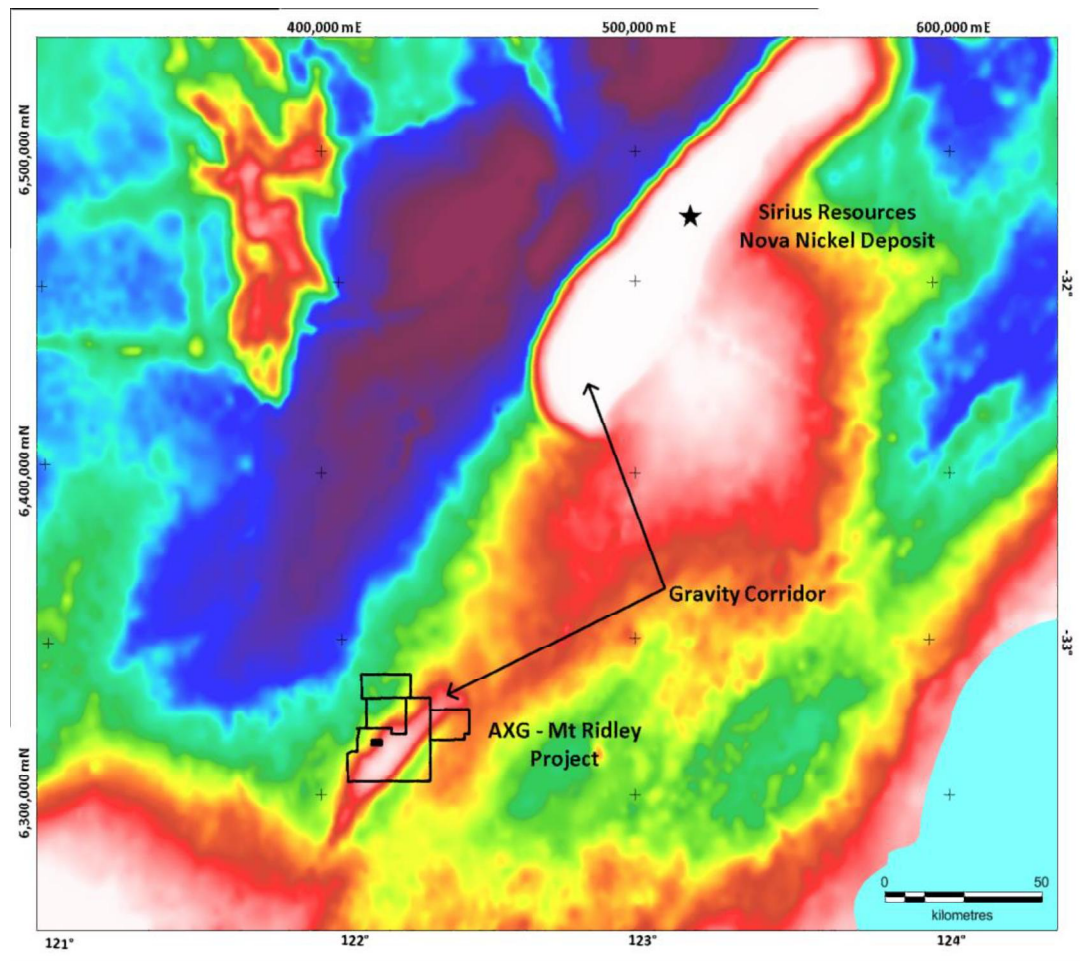 400,000 mE
500,000 mE
600,000 mE
6,500,000 mN
Sirius Resources
Nova Nickel Deposit
-32°
6,400,000 mN
Gravity Corridor
-33°
AXG - Mt Ridley
Project
6,300,000 mN
0 50
kilometres
121°
122°
123°
124°